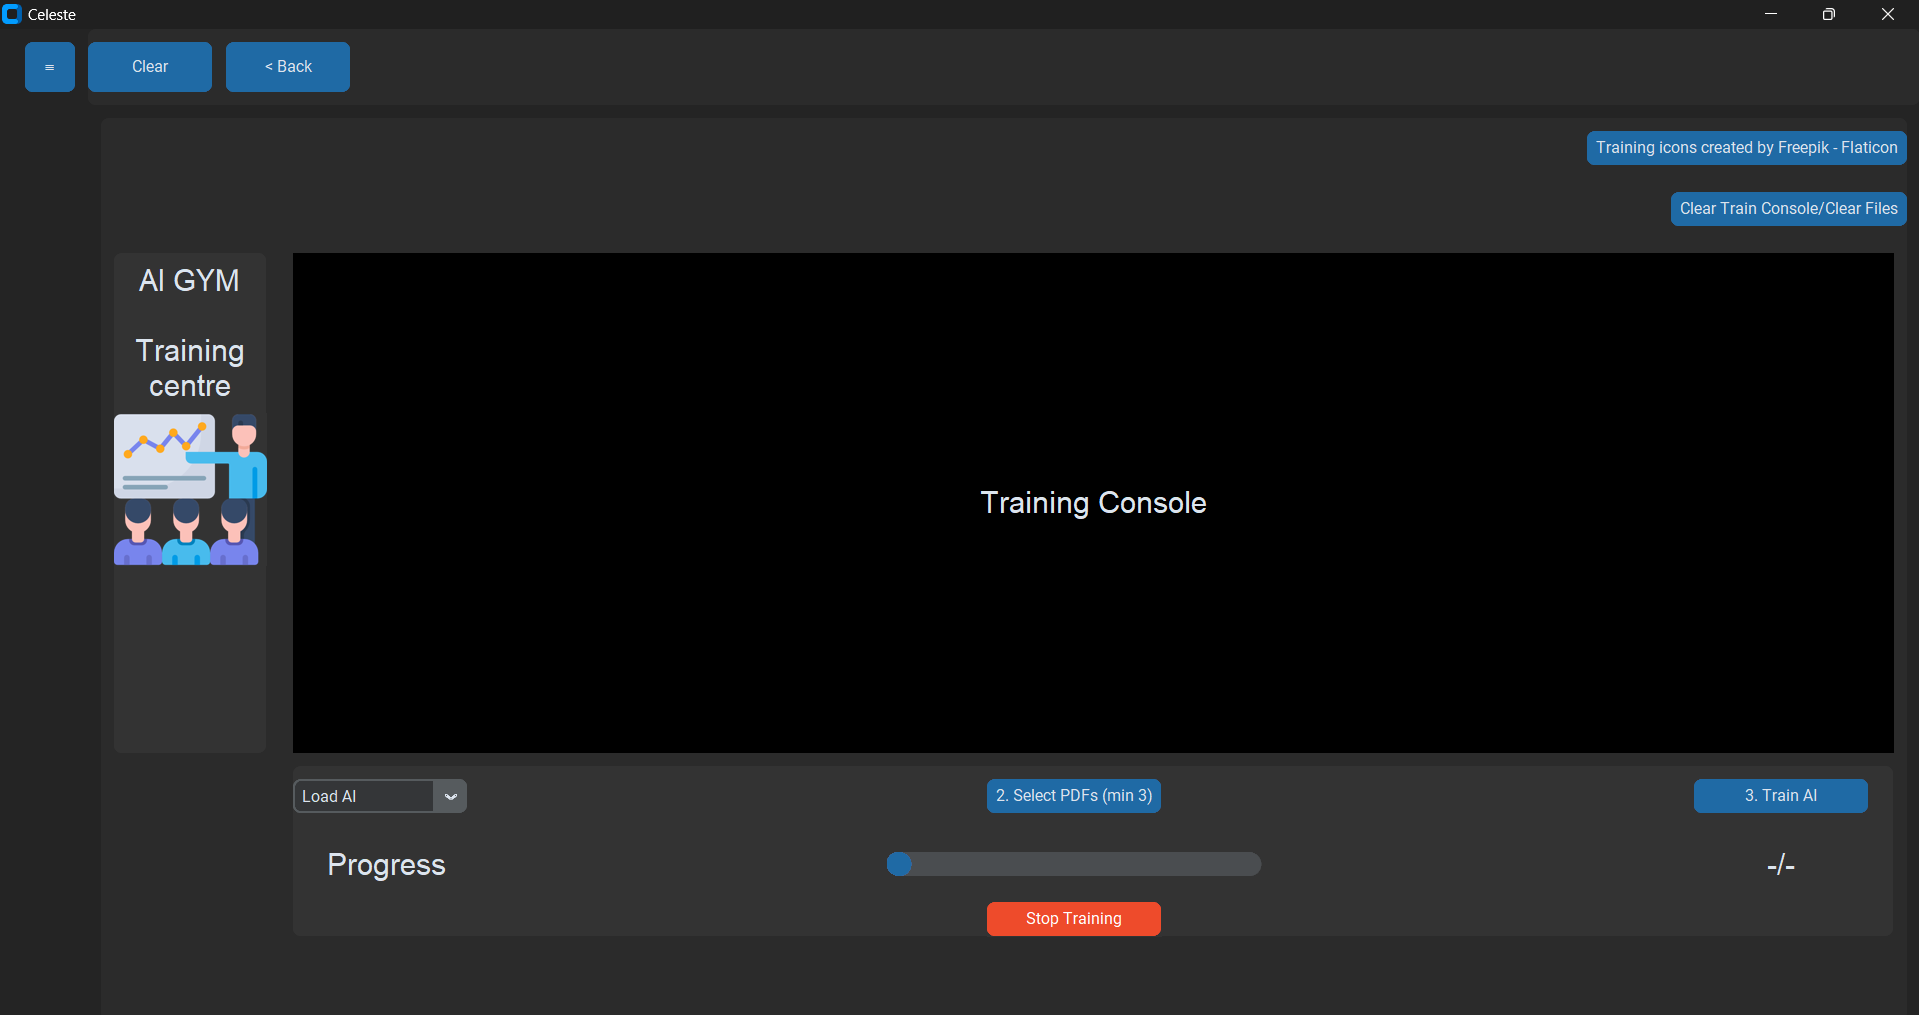 Celeste
≡
Clear
< Back
Training icons created by Freepik - Flaticon
Clear Train Console/Clear Files
AI GYM
Training
centre
Training Console
Load AI
2. Select PDFs (min 3)
3. Train AI
Progress
-/-
Stop Training